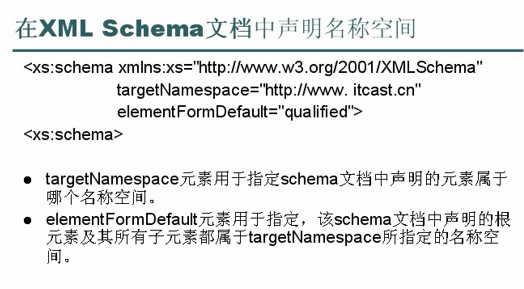 在XML Schema文档中声明名称空间
<xs:schema xmlns:xs="http://www.w3.org/2001/XMLSchema"
targetNamespace="http://www. itcast.cn"
elementFormDefault="qualified">
<xs:schema>
● targetNamespace元素用于指定schema文档中声明的元素属于
哪个名称空间。
● elementFormDefault元素用于指定，该schema文档中声明的根
元素及其所有子元素都属于targetNamespace所指定的名称空
间。